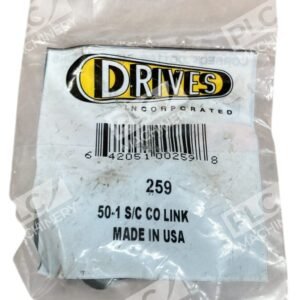 DRIVES
INCORPORATED
6 42051 00259 8
259
50-1 S/C CO LINK
MADE IN USA